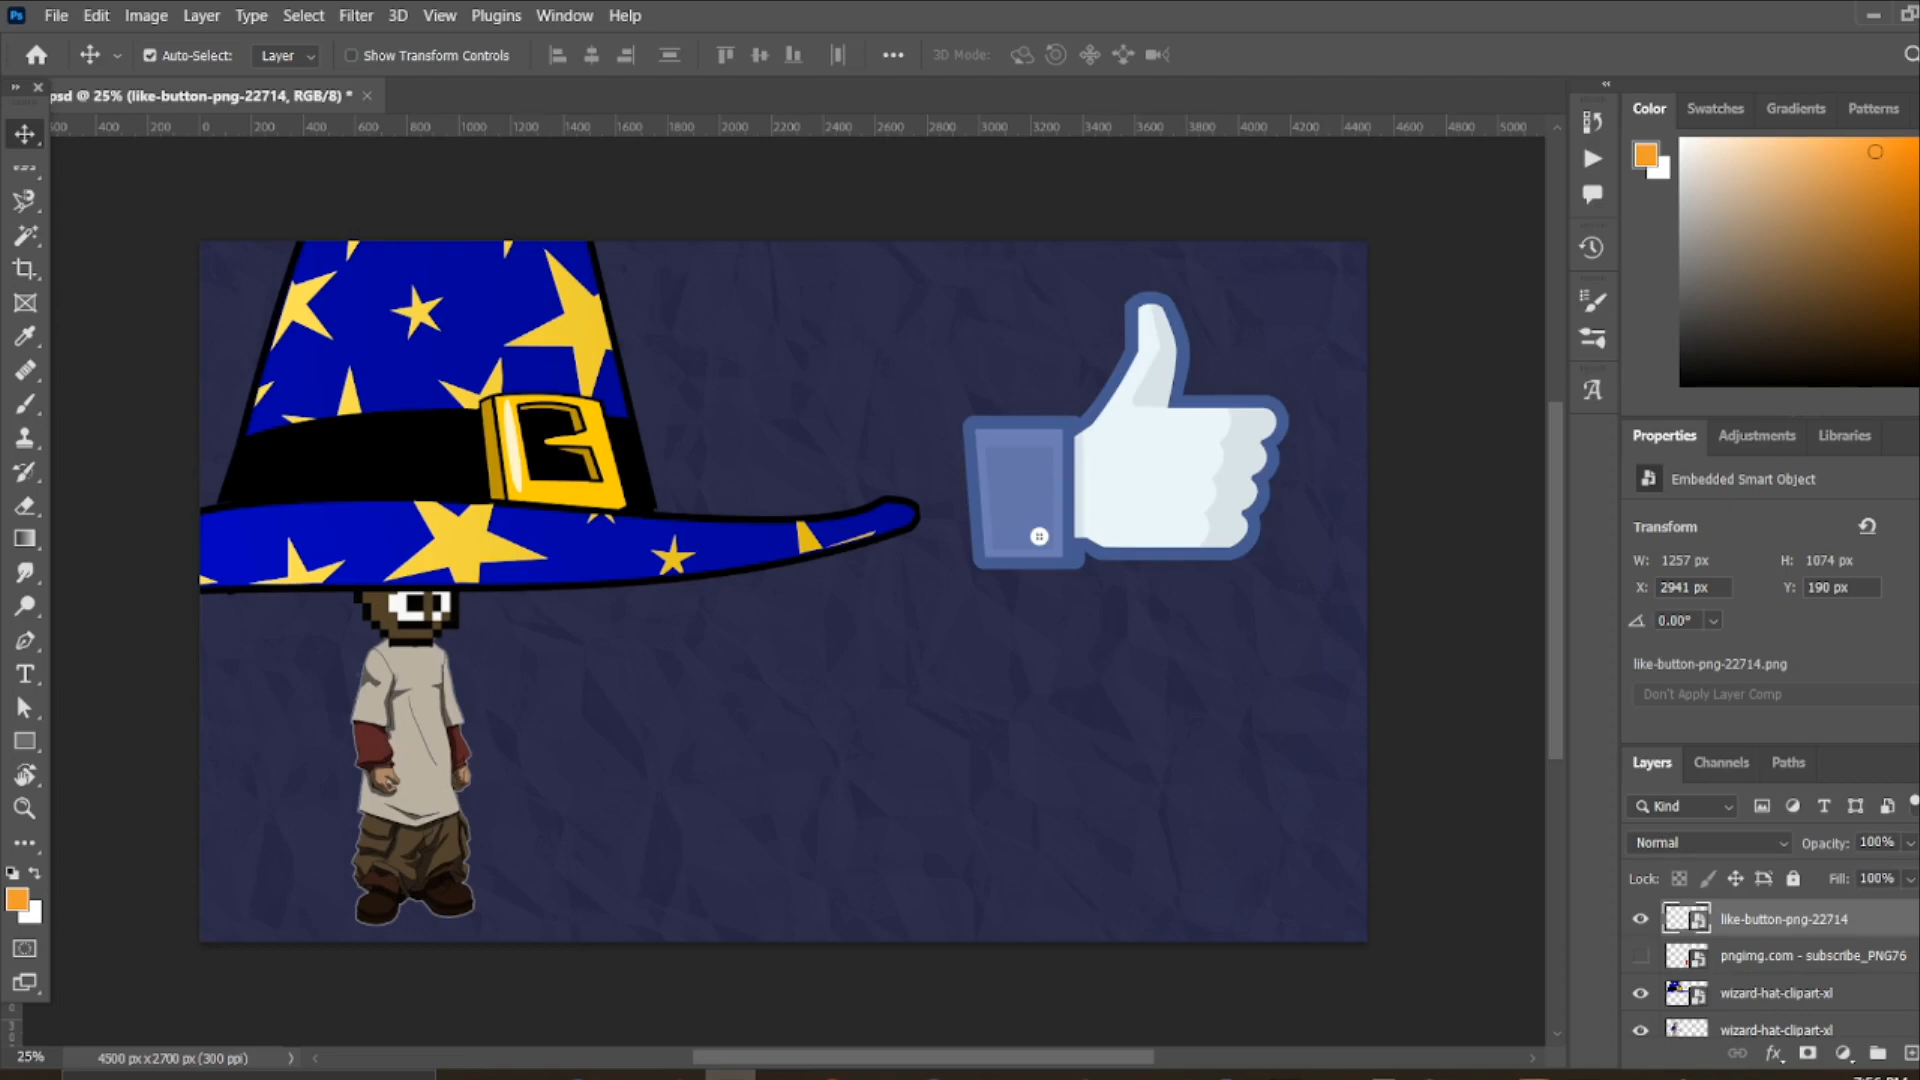 Ps File Edit Image Layer Type Select Filter 3D View Plugins Window Help
Auto-Select: Layer Show Transform Controls 3D Mode:
psd @ 25% (like-button-png-22714, RGB/8) *
400 200 0 200 400 600 800 1000 1200 1400 1600 1800 2000 2200 2400 2600 2800 3000 3200 3400 3600 3800 4000 4200 4400 4600 4800 5000
Color Swatches Gradients Patterns
Properties Adjustments Libraries
Embedded Smart Object
Transform
W: 1257 px H: 1074 px
X: 2941 px Y: 190 px
0.00°
like-button-png-22714.png
Don't Apply Layer Comp
Layers Channels Paths
Kind
Normal Opacity: 100%
Lock: Fill: 100%
like-button-png-22714
pngimg.com - subscribe_PNG76
wizard-hat-clipart-xl
wizard-hat-clipart-xl
25% 4500 px x 2700 px (300 ppi)